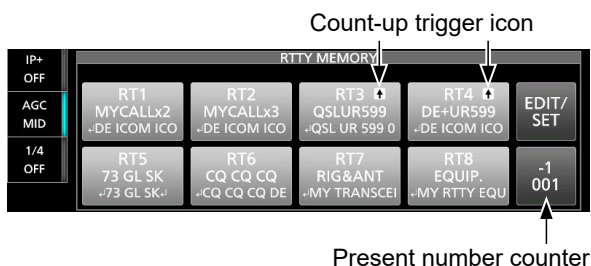 Count-up trigger icon
IP+
OFF
AGC
MID
1/4
OFF
RTTY MEMORY
RT1
MYCALLx2
↲DE ICOM ICO
RT2
MYCALLx3
↲DE ICOM ICO
RT3
QSLUR599
↲QSL UR 599 0
RT4
DE+UR599
↲DE ICOM ICO
EDIT/
SET
RT5
73 GL SK
↲73 GL SK↲
RT6
CQ CQ CQ
↲CQ CQ CQ DE
RT7
RIG&ANT
↲MY TRANSCEI
RT8
EQUIP.
↲MY RTTY EQU
-1
001
Present number counter